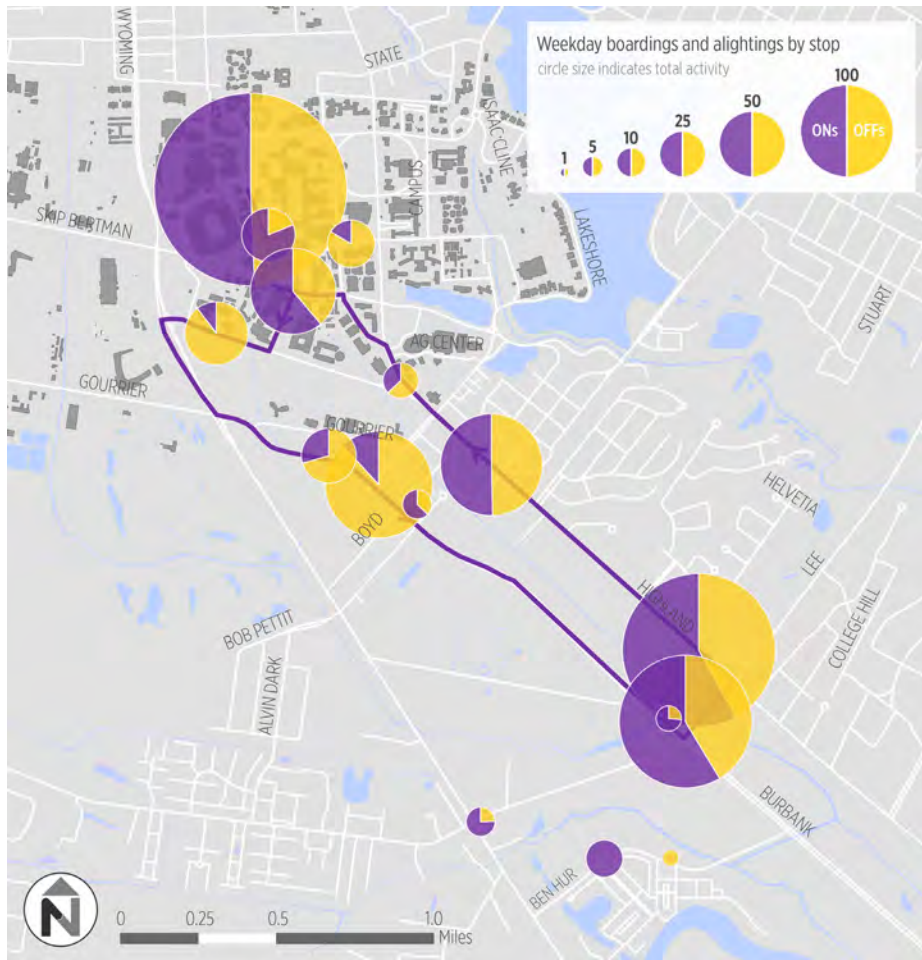 Weekday boardings and alightings by stop
circle size indicates total activity
1
5
10
25
50
100
ONs
OFFs
WYOMING
STATE
ISAAC CLINE
CAMPUS
LAKESHORE
SKIP BERTMAN
STUART
AG CENTER
GOURRIER
GOURRIER
HELVETIA
BOYD
LEE
HIGHLAND
COLLEGE HILL
BOB PETTIT
ALVIN DARK
BURBANK
BEN HUR
N
0
0.25
0.5
1.0
Miles